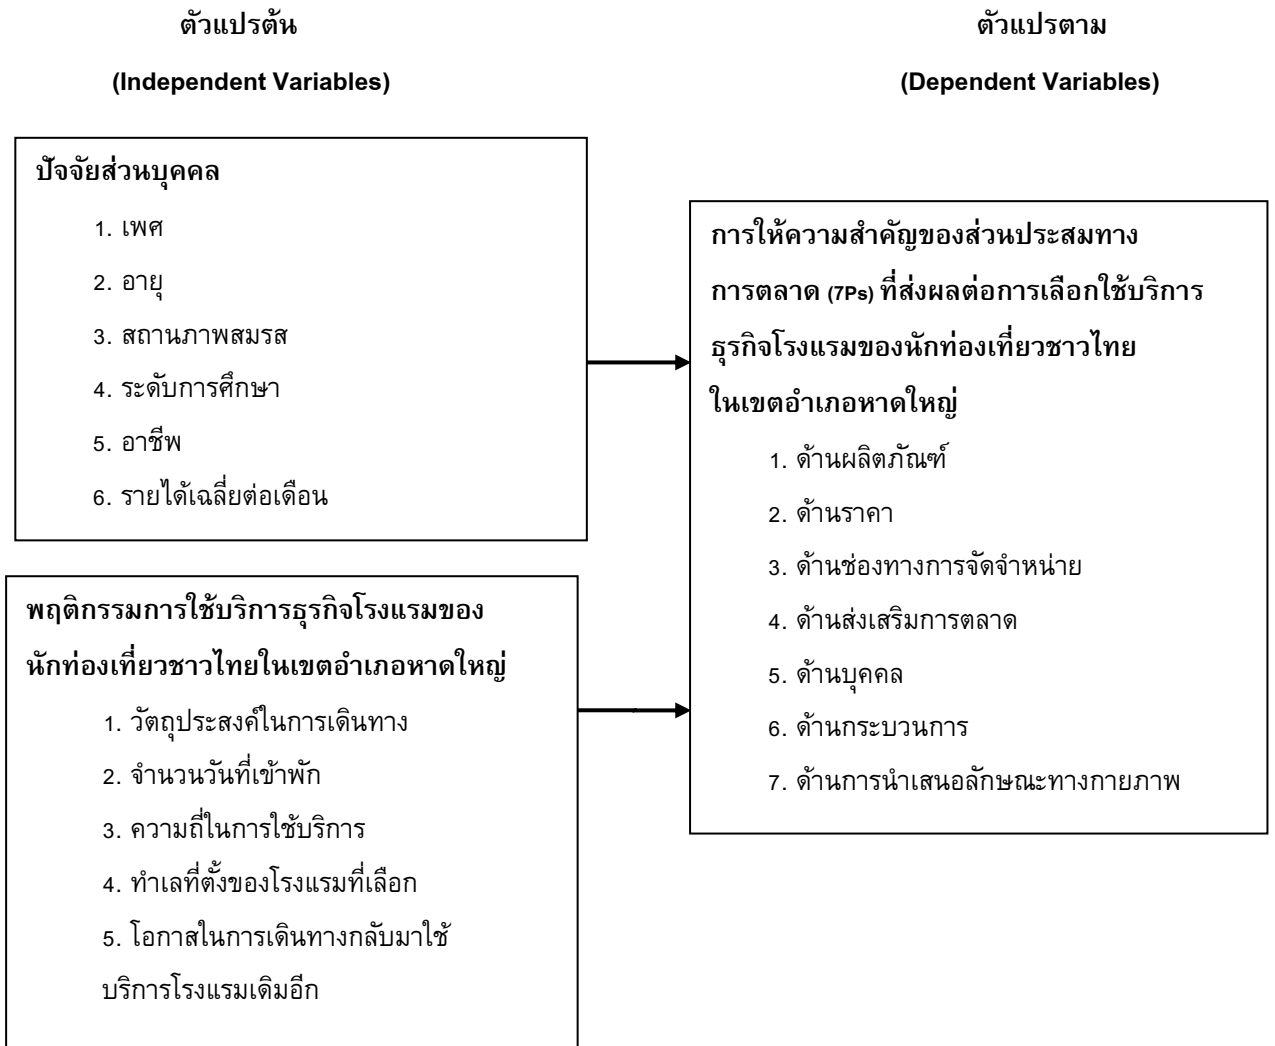 ตัวแปรต้น
(Independent Variables)
ตัวแปรตาม
(Dependent Variables)
ปัจจัยส่วนบุคคล
1. เพศ
2. อายุ
3. สถานภาพสมรส
4. ระดับการศึกษา
5. อาชีพ
6. รายได้เฉลี่ยต่อเดือน
พฤติกรรมการใช้บริการธุรกิจโรงแรมของ
นักท่องเที่ยวชาวไทยในเขตอำเภอหาดใหญ่
1. วัตถุประสงค์ในการเดินทาง
2. จำนวนวันที่เข้าพัก
3. ความถี่ในการใช้บริการ
4. ทำเลที่ตั้งของโรงแรมที่เลือก
5. โอกาสในการเดินทางกลับมาใช้
บริการโรงแรมเดิมอีก
การให้ความสำคัญของส่วนประสมทาง
การตลาด (7Ps) ที่ส่งผลต่อการเลือกใช้บริการ
ธุรกิจโรงแรมของนักท่องเที่ยวชาวไทย
ในเขตอำเภอหาดใหญ่
1. ด้านผลิตภัณฑ์
2. ด้านราคา
3. ด้านช่องทางการจัดจำหน่าย
4. ด้านส่งเสริมการตลาด
5. ด้านบุคคล
6. ด้านกระบวนการ
7. ด้านการนำเสนอลักษณะทางกายภาพ